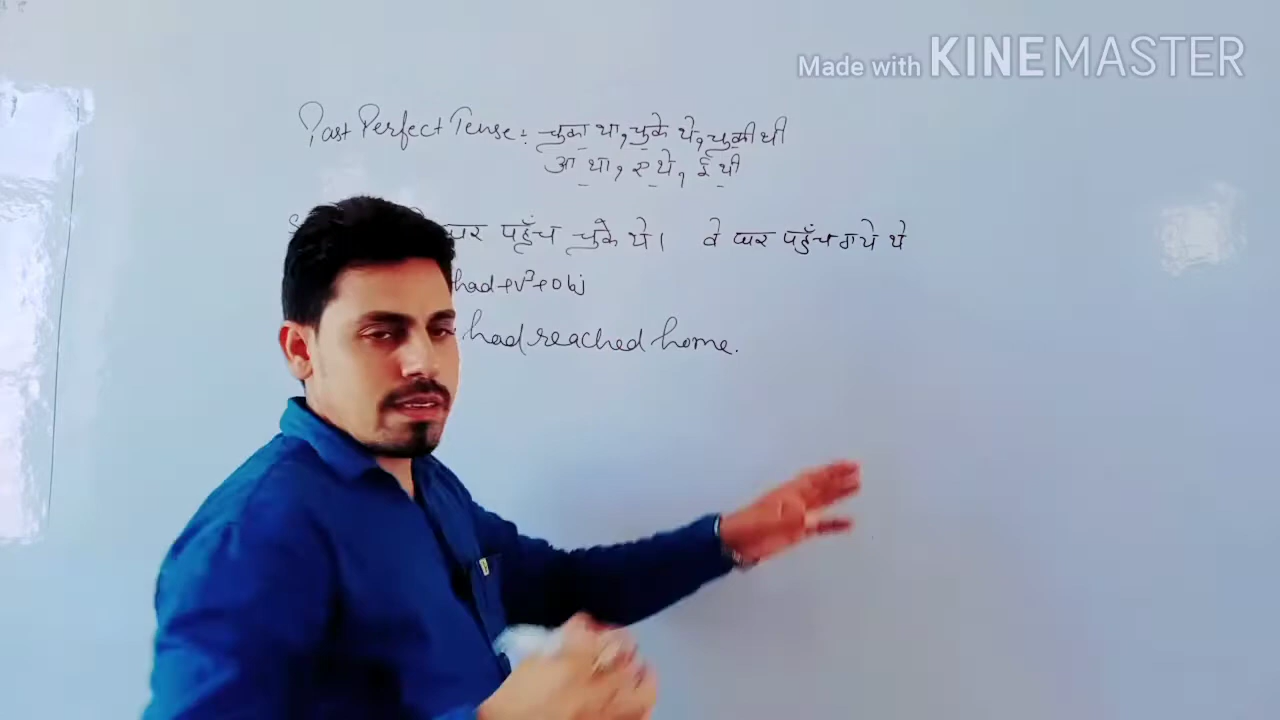 Made with KINEMASTER
Past Perfect Tense: चुका था, चुके थे, चुकी थी
आ था, ए थे, ई थी
घर पहुँच चुके थे। वे घर पहुँच गये थे
had+v³+obj
had reached home.